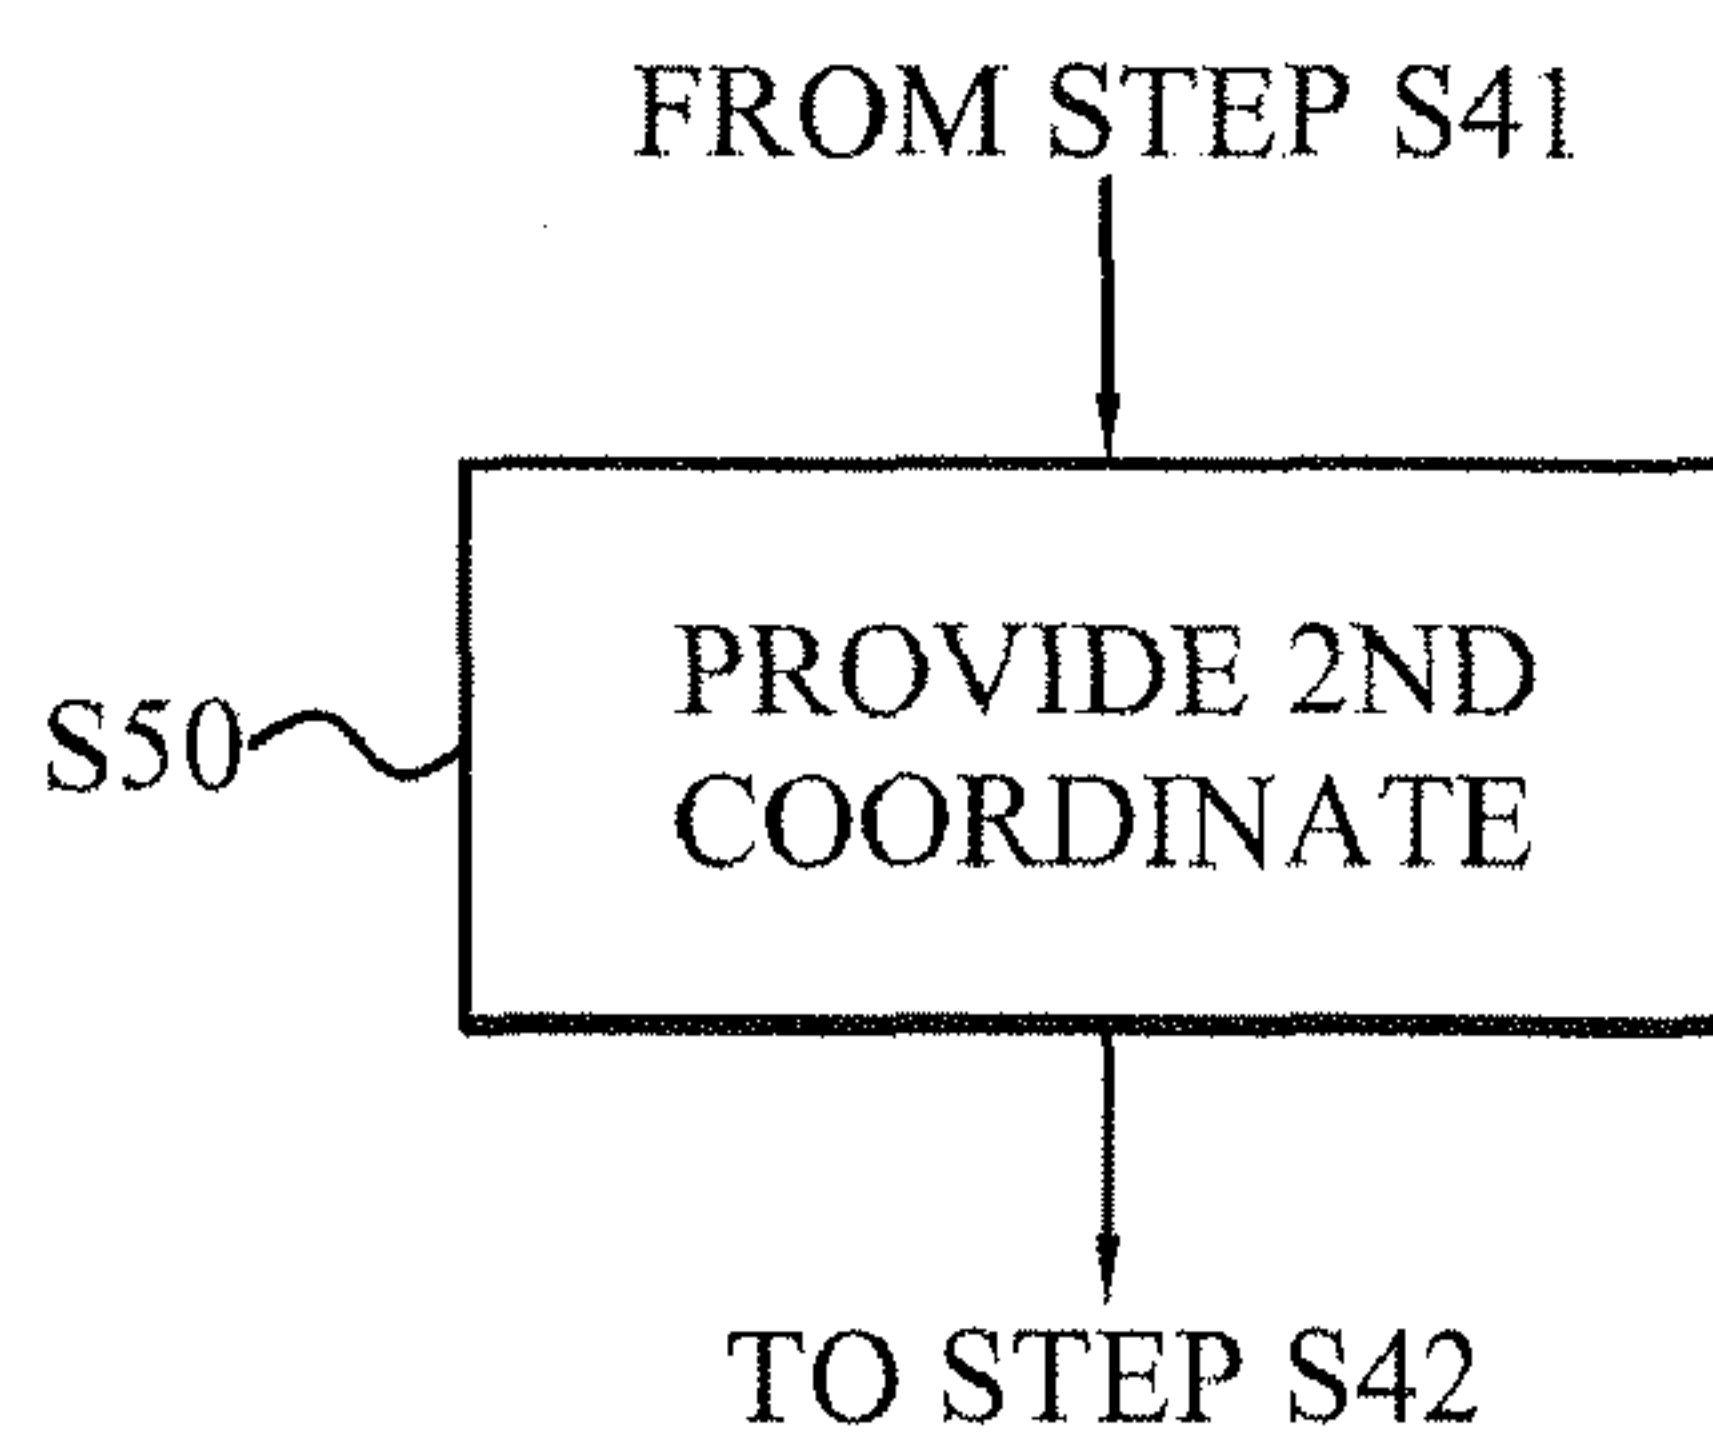 FROM STEP S41
PROVIDE 2ND
S50
COORDINATE
TO STEP S42